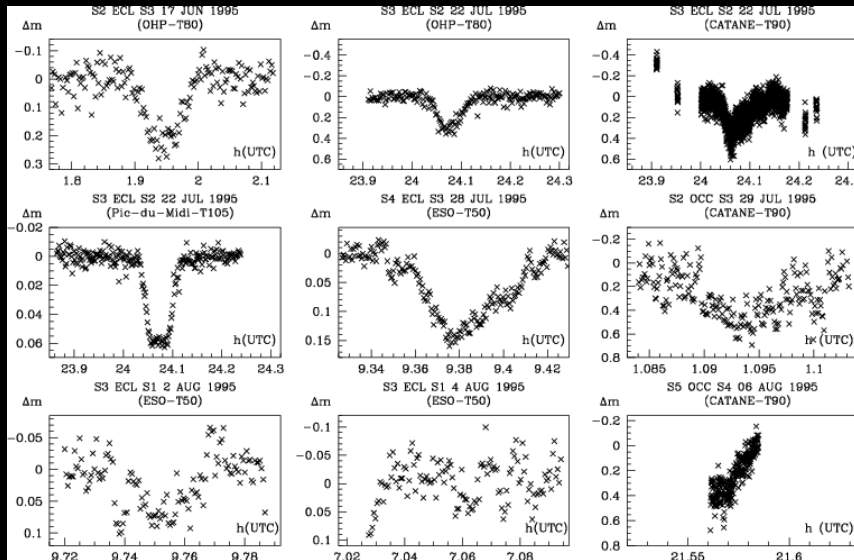 S2 ECL S3 17 JUN 1995
(OHP-T80)
Δm
-0.1
0
0.1
0.2
0.3
h(UTC)
1.8 1.9 2 2.1
S3 ECL S2 22 JUL 1995
(OHP-T80)
Δm
-0.4
-0.2
0
0.2
0.4
0.6
h(UTC)
23.9 24 24.1 24.2 24.3
S3 ECL S2 22 JUL 1995
(CATANE-T90)
Δm
-0.4
-0.2
0
0.2
0.4
0.6
h (UTC)
23.9 24 24.1 24.2 24.
S3 ECL S2 22 JUL 1995
(Pic-du-Midi-T105)
Δm
-0.02
0
0.02
0.04
0.06
h(UTC)
23.9 24 24.1 24.2 24.3
S4 ECL S3 28 JUL 1995
(ESO-T50)
Δm
0
0.05
0.1
0.15
h(UTC)
9.34 9.36 9.38 9.4 9.42
S2 OCC S3 29 JUL 1995
(CATANE-T90)
Δm
-0.2
0
0.2
0.4
0.6
0.8
h(UTC)
1.085 1.09 1.095 1.1
S3 ECL S1 2 AUG 1995
(ESO-T50)
Δm
-0.05
0
0.05
0.1
h(UTC)
9.72 9.74 9.76 9.78
S3 ECL S1 4 AUG 1995
(ESO-T50)
Δm
-0.1
-0.05
0
0.05
0.1
h(UTC)
7.02 7.04 7.06 7.08
S5 OCC S4 06 AUG 1995
(CATANE-T90)
Δm
-0.2
0
0.2
0.4
0.6
0.8
h(UTC)
21.55 21.6